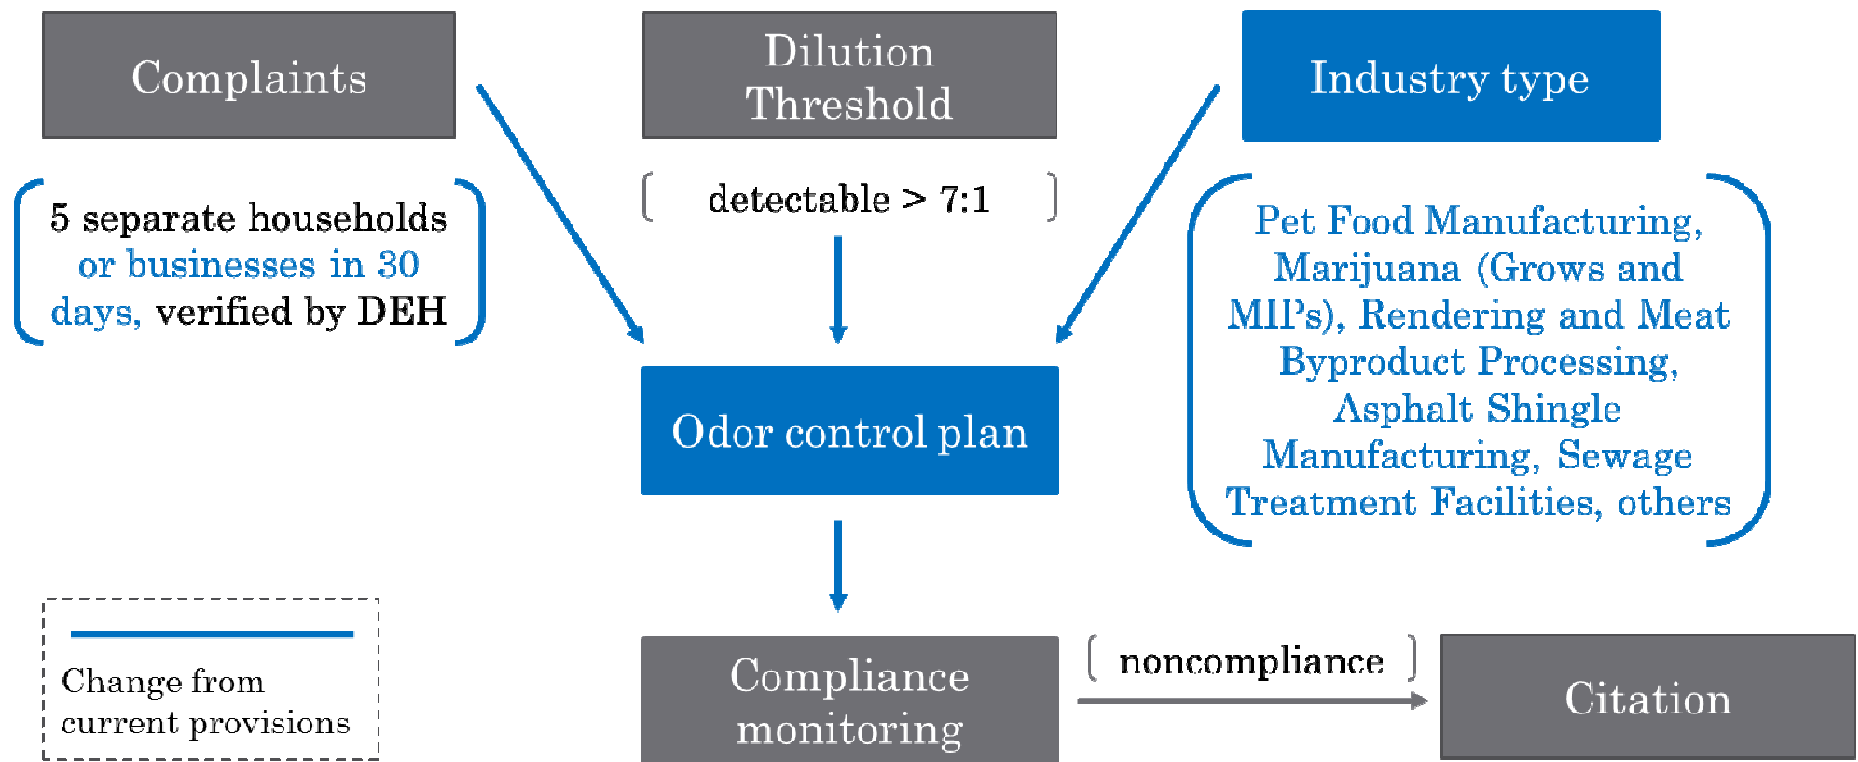 Complaints
Dilution
Threshold
Industry type
5 separate households
or businesses in 30
days, verified by DEH
detectable > 7:1
Pet Food Manufacturing,
Marijuana (Grows and
MIP's), Rendering and Meat
Byproduct Processing,
Asphalt Shingle
Manufacturing, Sewage
Treatment Facilities, others
Odor control plan
Change from
current provisions
Compliance
monitoring
noncompliance
Citation